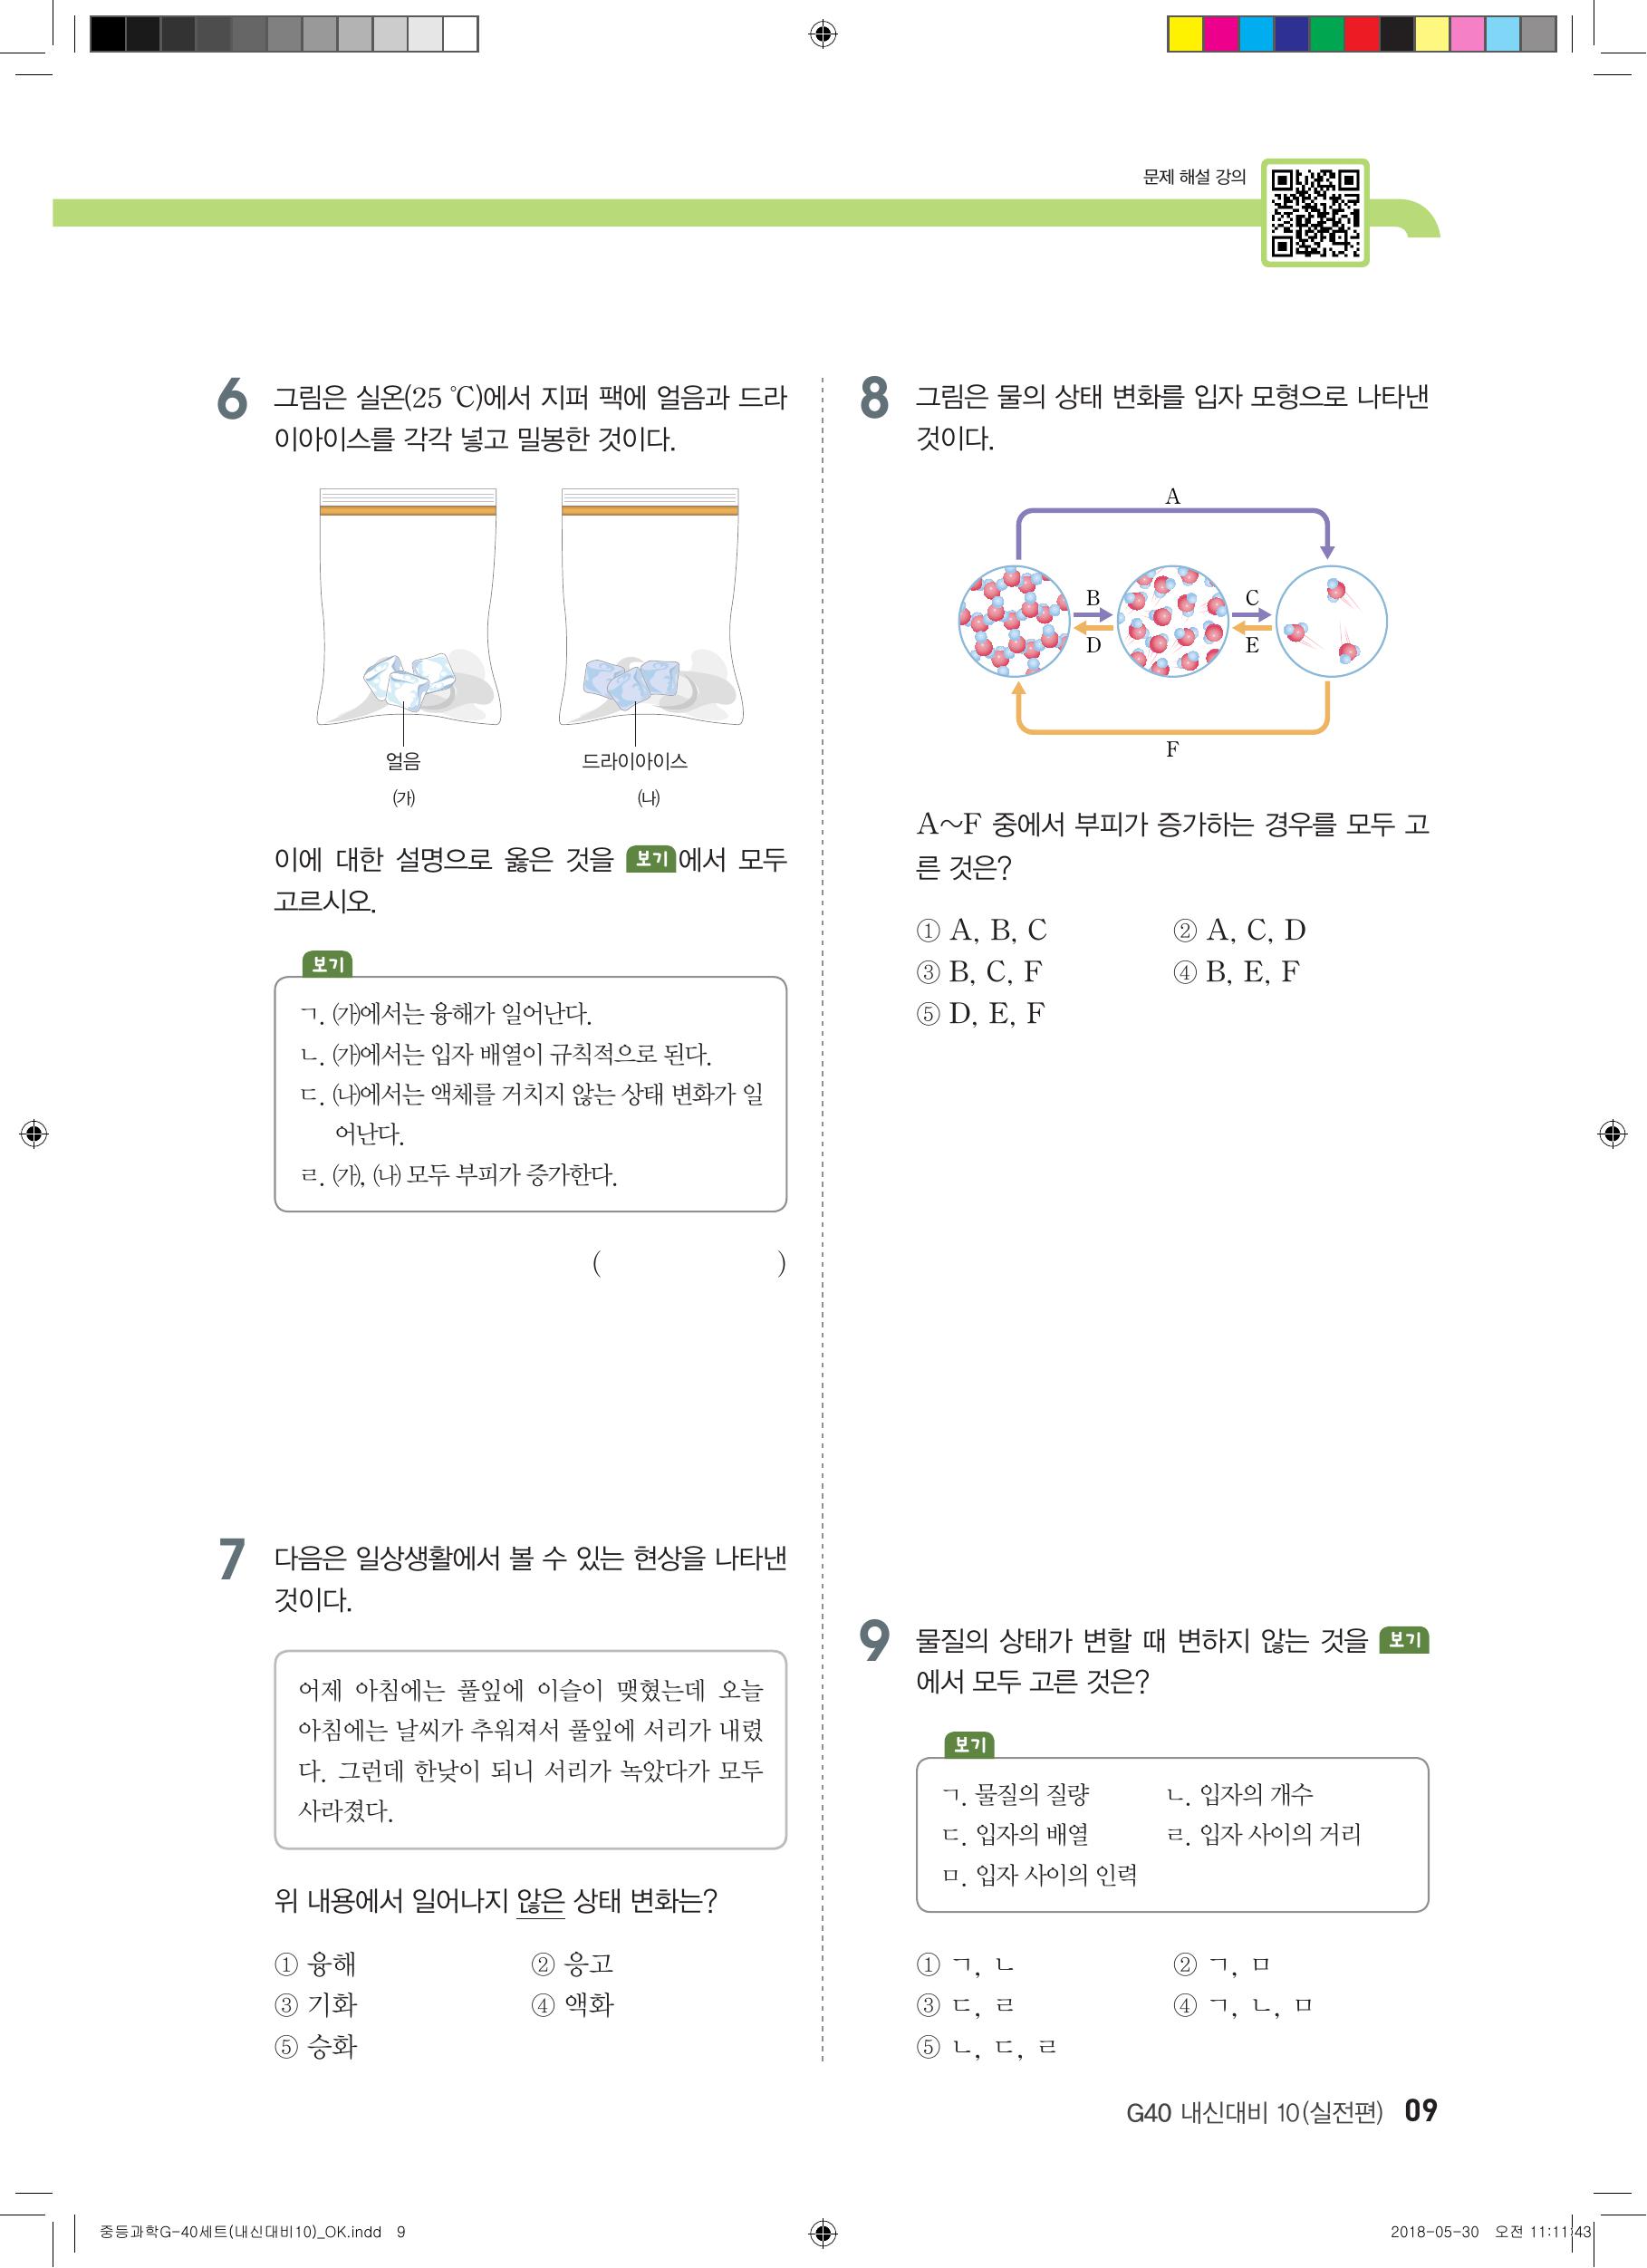 문제 해설 강의
6 그림은 실온(25 ℃)에서 지퍼 팩에 얼음과 드라
이아이스를 각각 넣고 밀봉한 것이다.
얼음 드라이아이스
(가) (나)
이에 대한 설명으로 옳은 것을 보기에서 모두
고르시오.
보기
ㄱ. (가)에서는 융해가 일어난다.
ㄴ. (가)에서는 입자 배열이 규칙적으로 된다.
ㄷ. (나)에서는 액체를 거치지 않는 상태 변화가 일
어난다.
ㄹ. (가), (나) 모두 부피가 증가한다.
( )
7 다음은 일상생활에서 볼 수 있는 현상을 나타낸
것이다.
어제 아침에는 풀잎에 이슬이 맺혔는데 오늘
아침에는 날씨가 추워져서 풀잎에 서리가 내렸
다. 그런데 한낮이 되니 서리가 녹았다가 모두
사라졌다.
위 내용에서 일어나지 않은 상태 변화는?
① 융해 ② 응고
③ 기화 ④ 액화
⑤ 승화
8 그림은 물의 상태 변화를 입자 모형으로 나타낸
것이다.
A
B C
D E
F
A~F 중에서 부피가 증가하는 경우를 모두 고
른 것은?
① A, B, C ② A, C, D
③ B, C, F ④ B, E, F
⑤ D, E, F
9 물질의 상태가 변할 때 변하지 않는 것을 보기
에서 모두 고른 것은?
보기
ㄱ. 물질의 질량 ㄴ. 입자의 개수
ㄷ. 입자의 배열 ㄹ. 입자 사이의 거리
ㅁ. 입자 사이의 인력
① ㄱ, ㄴ ② ㄱ, ㅁ
③ ㄷ, ㄹ ④ ㄱ, ㄴ, ㅁ
⑤ ㄴ, ㄷ, ㄹ
G40 내신대비 10(실전편) 09
중등과학G-40세트(내신대비10)_OK.indd 9 2018-05-30 오전 11:11:43